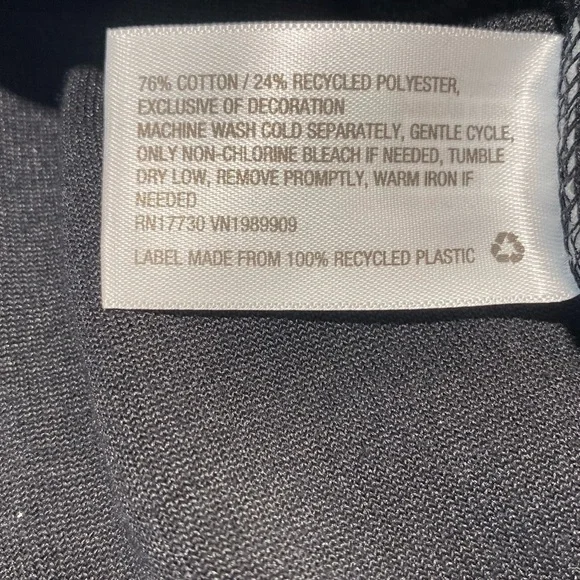 76% COTTON / 24% RECYCLED POLYESTER,
EXCLUSIVE OF DECORATION
MACHINE WASH COLD SEPARATELY, GENTLE CYCLE,
ONLY NON-CHLORINE BLEACH IF NEEDED, TUMBLE
DRY LOW, REMOVE PROMPTLY, WARM IRON IF
NEEDED
RN17730 VN1989909
LABEL MADE FROM 100% RECYCLED PLASTIC